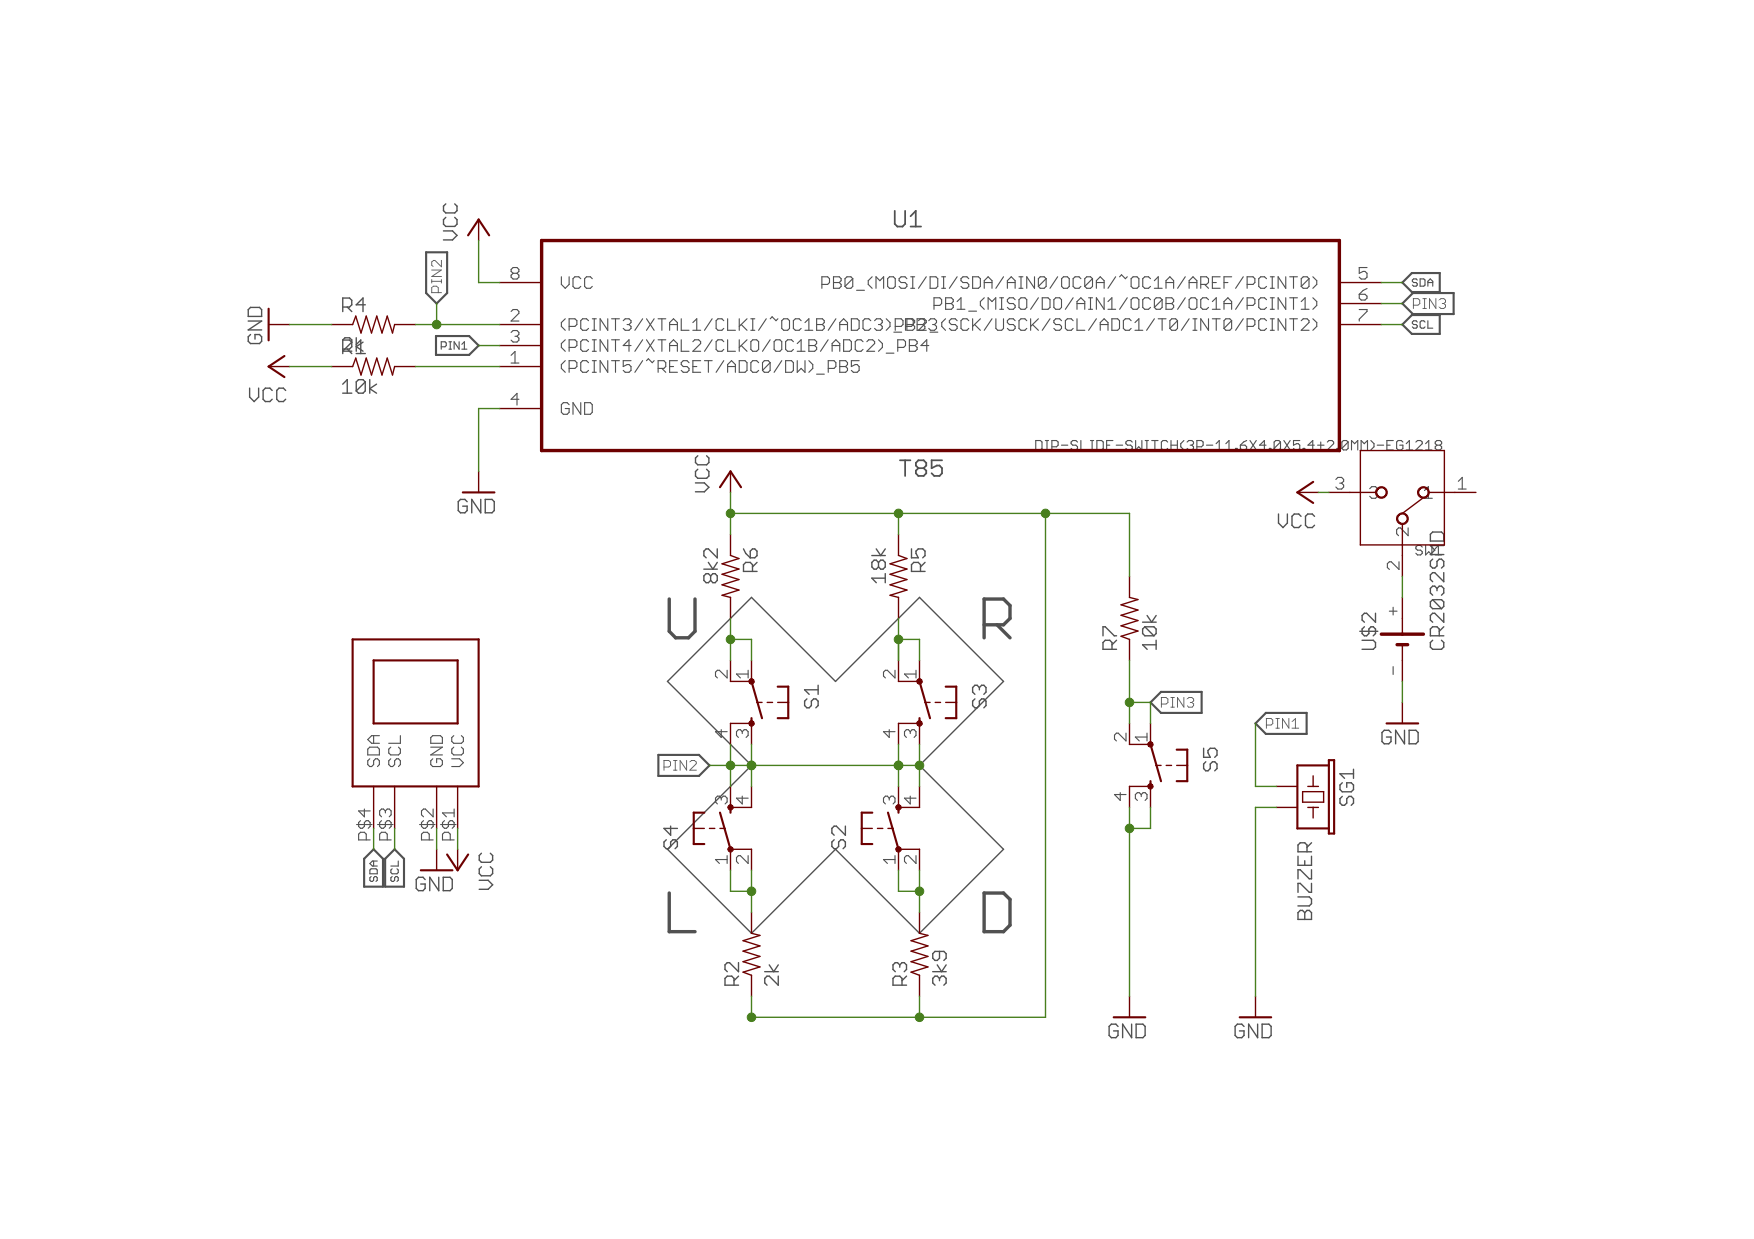 U1
VCC
8
VCC
PB0_(MOSI/DI/SDA/AIN0/OC0A/~OC1A/AREF/PCINT0)
5
SDA
PIN2
PB1_(MISO/DO/AIN1/OC0B/OC1A/PCINT1)
6
PIN3
GND
R4
2
(PCINT3/XTAL1/CLKI/~OC1B/ADC3)_PB3
PB2_(SCK/USCK/SCL/ADC1/T0/INT0/PCINT2)
7
SCL
2k
PIN1
3
(PCINT4/XTAL2/CLKO/OC1B/ADC2)_PB4
R1
VCC
10k
1
(PCINT5/~RESET/ADC0/DW)_PB5
4
GND
GND
T85
DIP-SLIDE-SWITCH(3P-11.6X4.0X5.4+2.0MM)-EG1218
VCC
3
3
1
1
2
SW1
2
VCC
8k2
R6
18k
R5
U
R
R7
10k
U$2
+
-
CR2032SMD
GND
2
1
S1
4
3
2
1
S3
4
3
PIN3
2
1
S5
4
3
PIN2
3
4
S4
1
2
3
4
S2
1
2
L
D
R2
2k
R3
3k9
GND
PIN1
SG1
BUZZER
GND
SDA
SCL
GND
VCC
P$4
P$3
P$2
P$1
SDA
SCL
GND
VCC